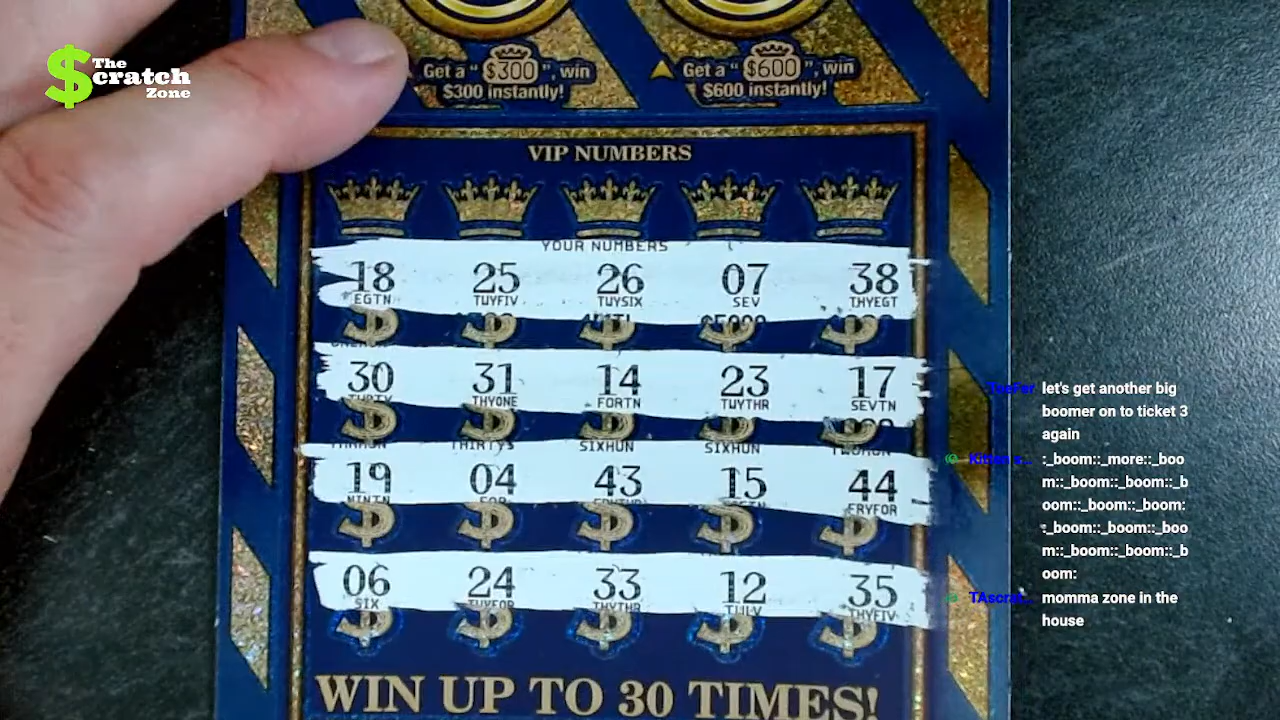 The
$cratch
Zone
Get a " $300 ", win
$300 instantly!
Get a " $600 ", win
$600 instantly!
VIP NUMBERS
YOUR NUMBERS
18 25 26 07 38
EGTN TUYFIV TUYSIX SEV THYEGT
30 31 14 23 17
THYONE FORTN TWYTHR SEVTN
SIXHUN SIXHUN
19 04 43 15 44
FRYFOR
06 24 33 12 35
SIX THYFIV
WIN UP TO 30 TIMES!
let's get another big
boomer on to ticket 3
again
:_boom::_more::_boo
m::_boom::_boom::_b
oom::_boom::_boom:
:_boom::_boom::_boo
m::_boom::_boom::_b
oom:
TAscrat... momma zone in the
house